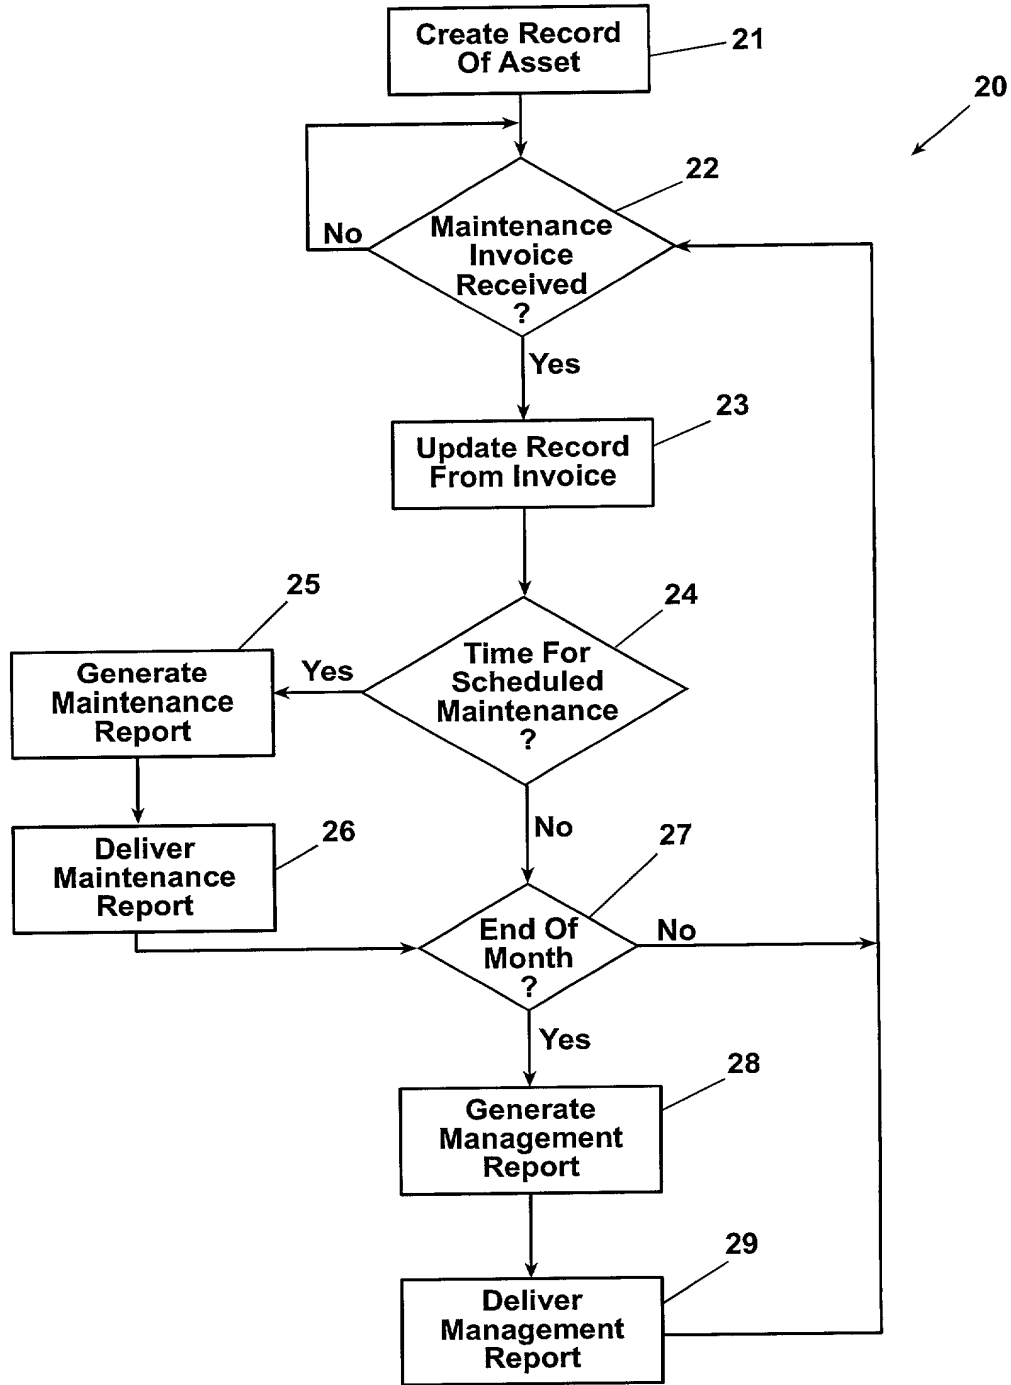 Create Record
Of Asset
21
20
22
No
Maintenance
Invoice
Received
?
Yes
23
Update Record
From Invoice
25
24
Generate
Maintenance
Report
Yes
Time For
Scheduled
Maintenance
?
No
26
27
Deliver
Maintenance
Report
End Of
Month
?
No
Yes
28
Generate
Management
Report
29
Deliver
Management
Report